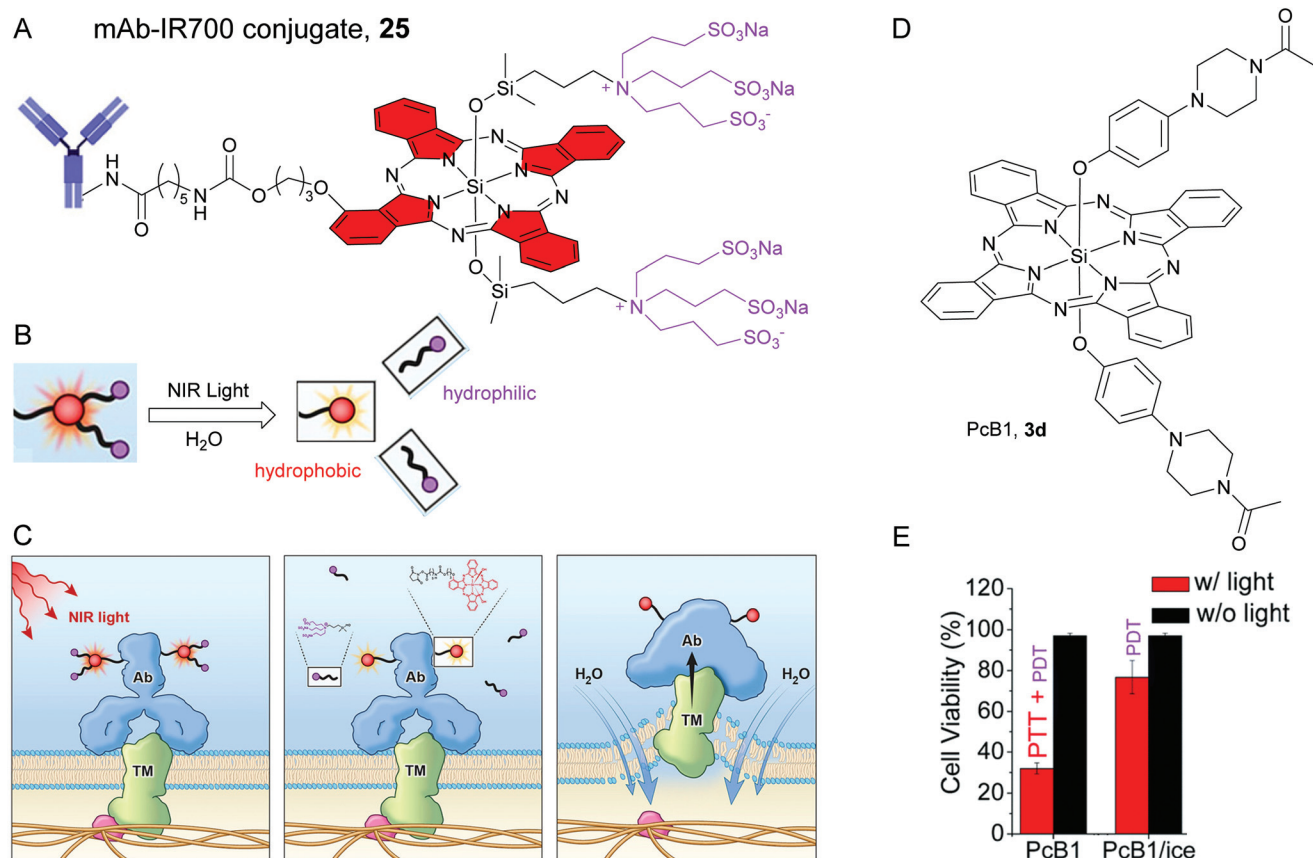 A
mAb-IR700 conjugate, 25
SO₃Na
SO₃Na
SO₃⁻
Si
N
+
O
N
N
N
N
N
N
N
N
Si
H
N
O
( )5
N
H
O
O
( )3
O
O
Si
N
+
SO₃Na
SO₃Na
SO₃⁻
B
NIR Light
H₂O
hydrophilic
hydrophobic
C
NIR light
Ab
TM
Ab
TM
Ab
TM
H₂O
H₂O
D
O
N
N
O
N
N
N
N
N
N
N
N
Si
O
N
N
O
PcB1, 3d
E
w/ light
w/o light
Cell Viability (%)
120
100
80
60
40
20
0
PTT + PDT
PDT
PcB1
PcB1/ice